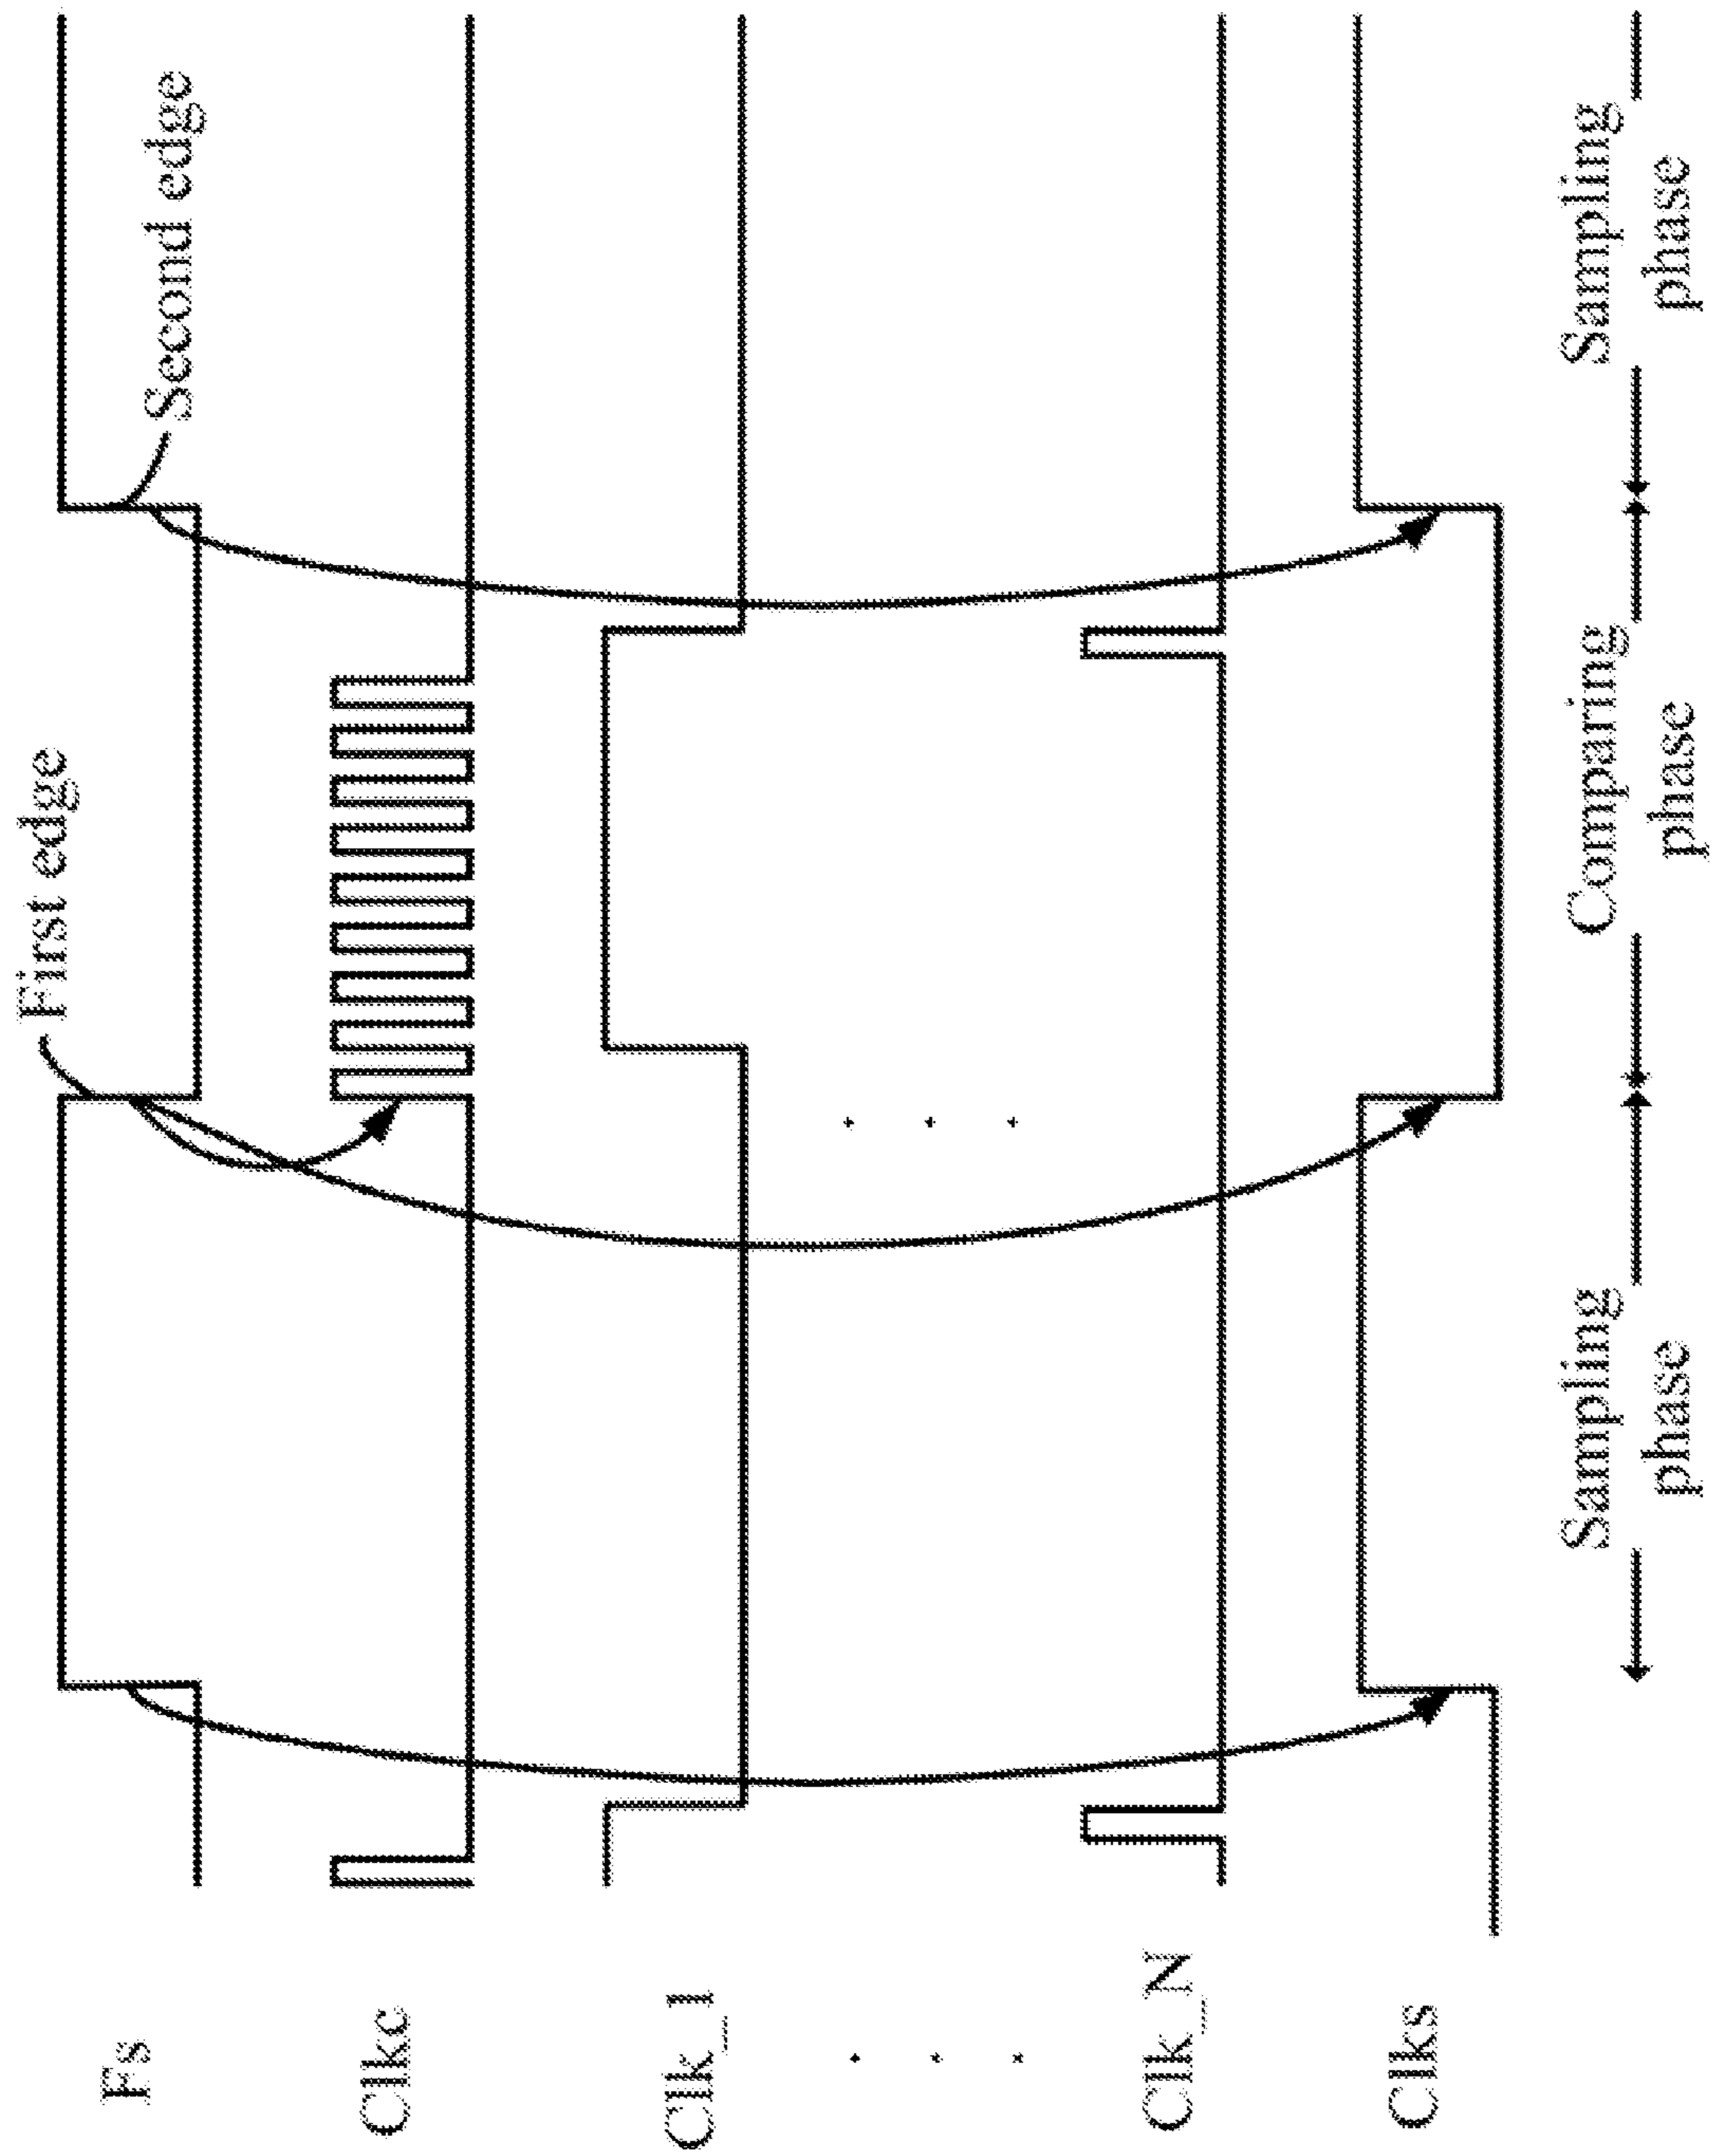 First edge
Second edge
Fs
Clkc
Clk_1
. . .
Clk_N
Clks
Sampling
phase
Comparing
phase
Sampling
phase